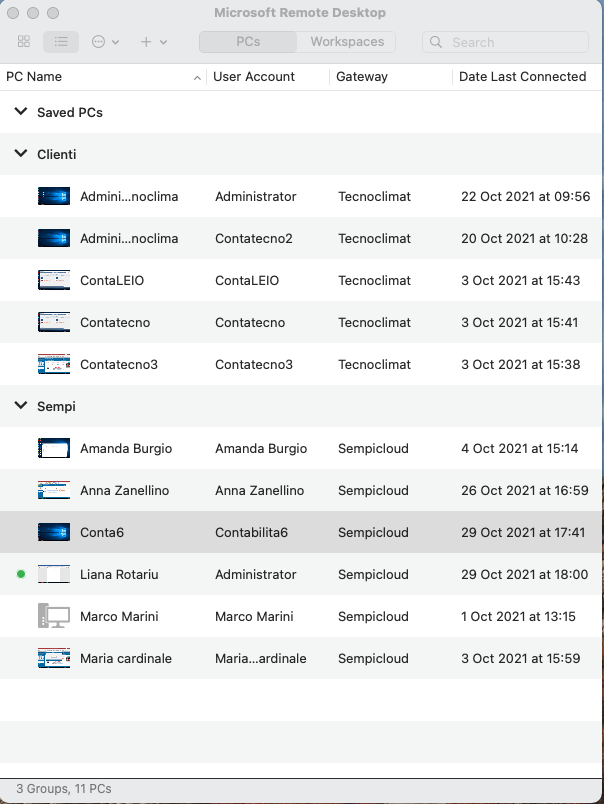 Microsoft Remote Desktop
PCs Workspaces Search
PC Name User Account Gateway Date Last Connected
Saved PCs
Clienti
Admini...noclima Administrator Tecnoclimat 22 Oct 2021 at 09:56
Admini...noclima Contatecno2 Tecnoclimat 20 Oct 2021 at 10:28
ContaLEIO ContaLEIO Tecnoclimat 3 Oct 2021 at 15:43
Contatecno Contatecno Tecnoclimat 3 Oct 2021 at 15:41
Contatecno3 Contatecno3 Tecnoclimat 3 Oct 2021 at 15:38
Sempi
Amanda Burgio Amanda Burgio Sempicloud 4 Oct 2021 at 15:14
Anna Zanellino Anna Zanellino Sempicloud 26 Oct 2021 at 16:59
Conta6 Contabilita6 Sempicloud 29 Oct 2021 at 17:41
Liana Rotariu Administrator Sempicloud 29 Oct 2021 at 18:00
Marco Marini Marco Marini Sempicloud 1 Oct 2021 at 13:15
Maria cardinale Maria...ardinale Sempicloud 3 Oct 2021 at 15:59
3 Groups, 11 PCs